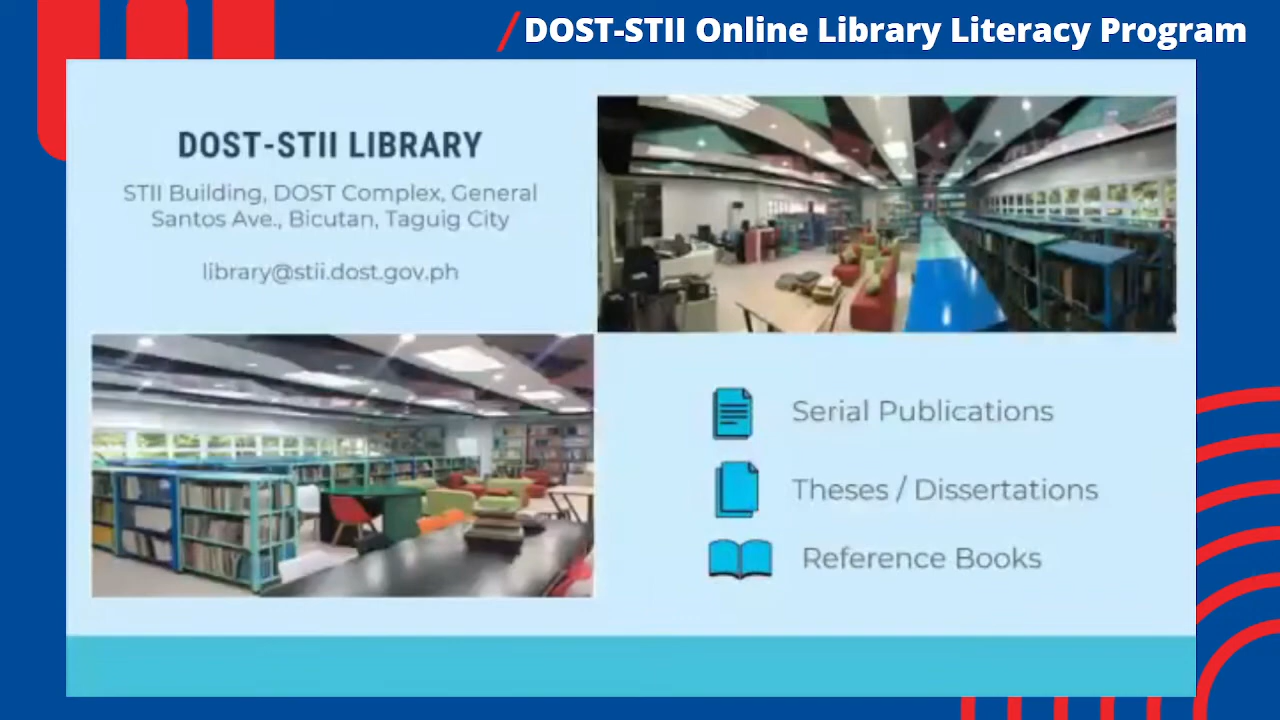 /DOST-STII Online Library Literacy Program
DOST-STII LIBRARY
STII Building, DOST Complex, General
Santos Ave., Bicutan, Taguig City
library@stii.dost.gov.ph
Serial Publications
Theses / Dissertations
Reference Books